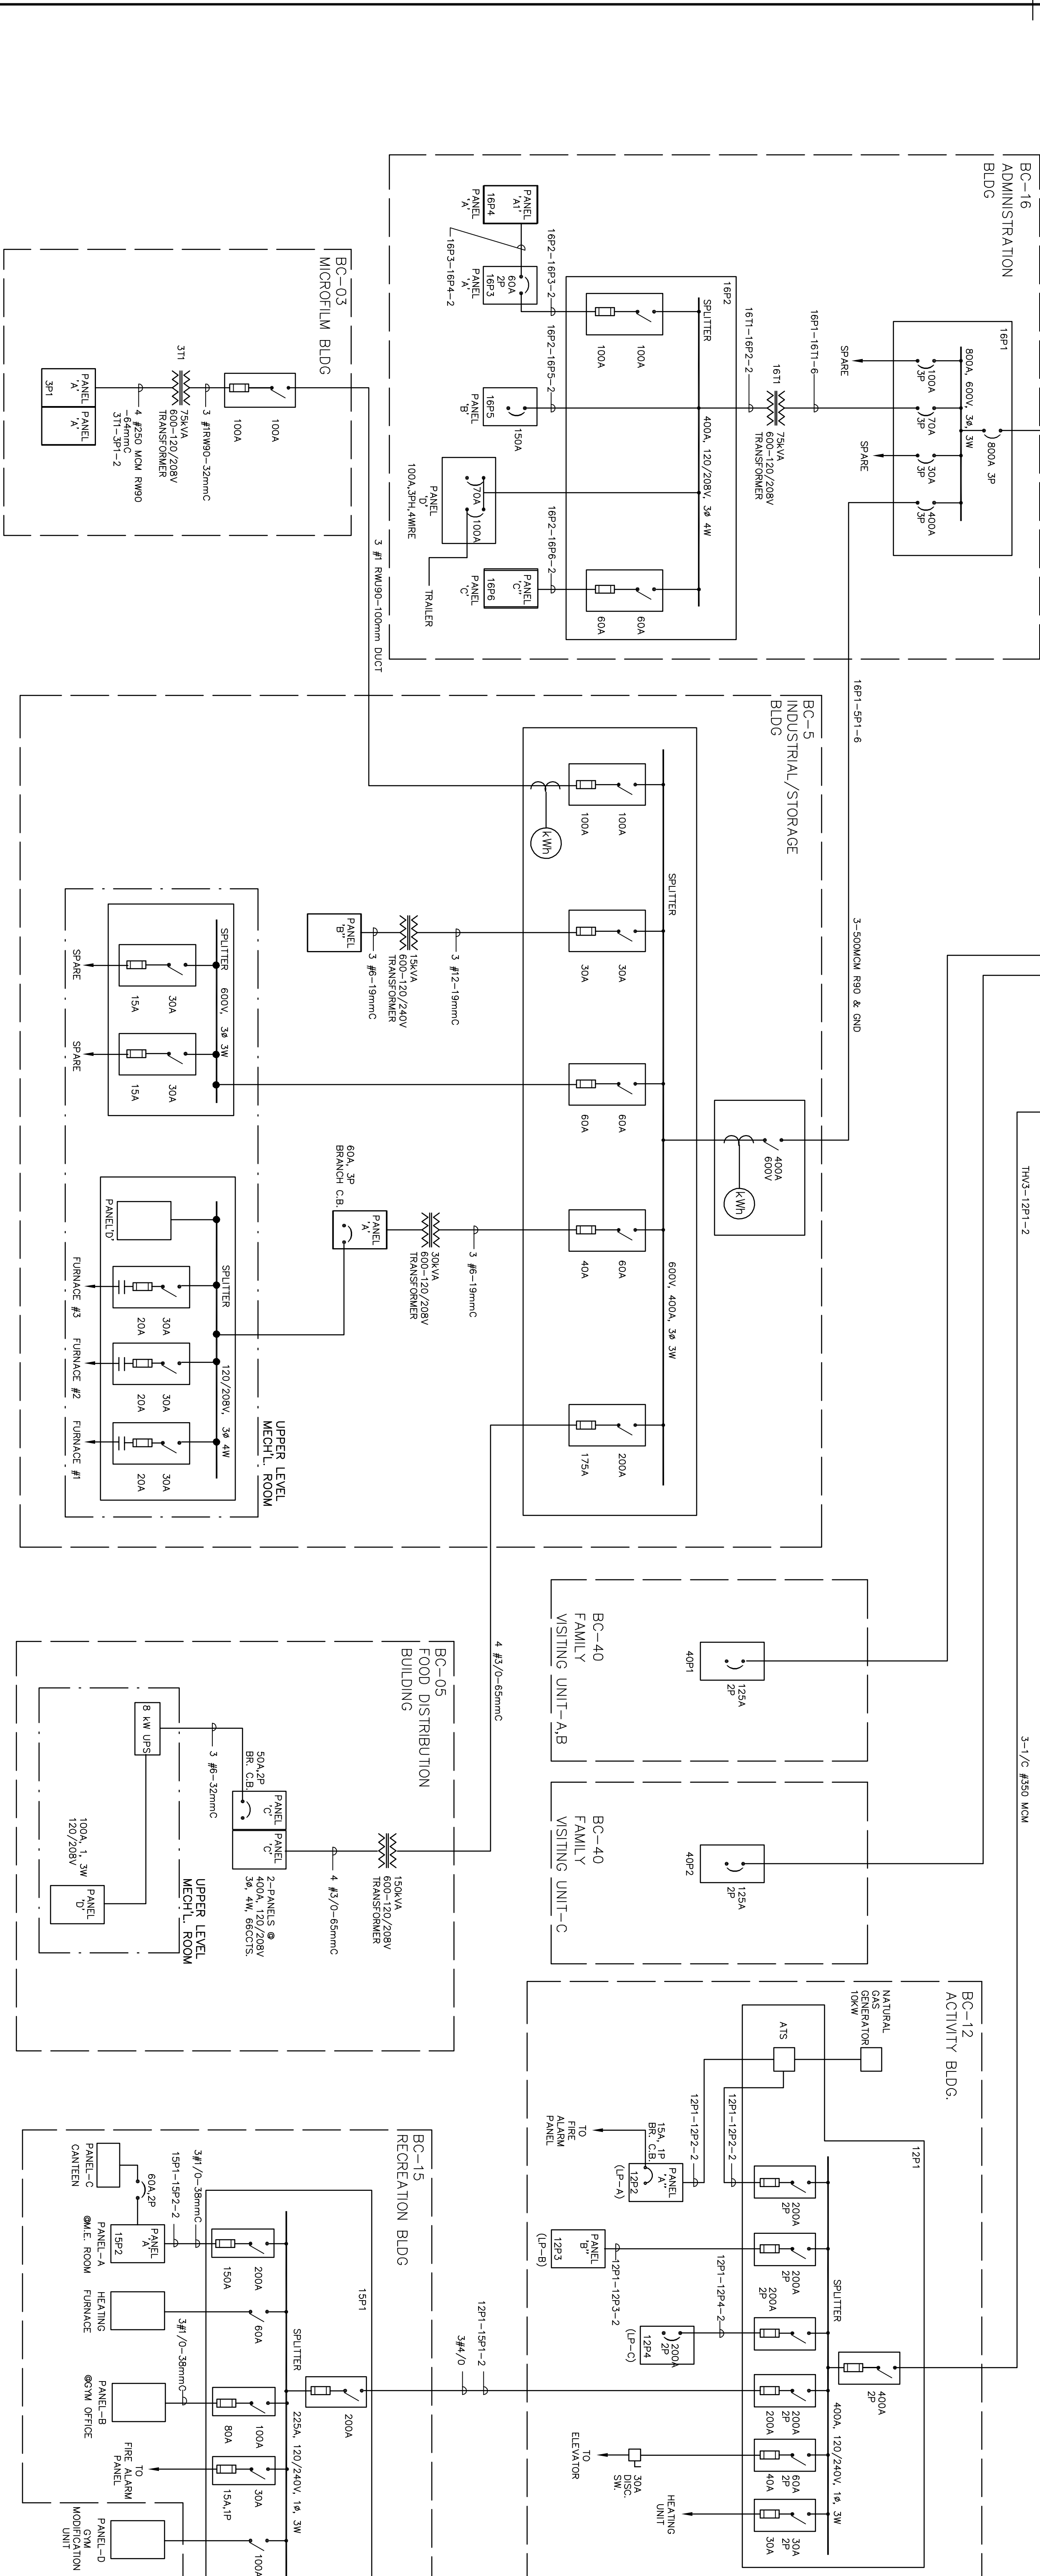 BC-16
ADMINISTRATION
BLDG
16P1
800A, 600V, 3ø, 3W
800A 3P
100A
3P
70A
3P
30A
3P
400A
3P
SPARE
SPARE
16P1-16T1-6
16T1
75kVA
600-120/208V
TRANSFORMER
16T1-16P2-2
16P2
SPLITTER
400A, 120/208V, 3ø 4W
100A
100A
60A
60A
16P2-16P3-2
16P2-16P5-2
16P2-16P6-2
PANEL
'A1'
16P4
PANEL
'A'
60A
2P
16P3
PANEL
'A'
16P3-16P4-2
16P5
150A
PANEL
'B'
70A
100A
PANEL
'D'
100A,3PH,4WIRE
TRAILER
PANEL
'C"
16P6
PANEL
'C'
BC-03
MICROFILM BLDG
100A
100A
3 #1RW90-32mmC
3T1
75kVA
600-120/208V
TRANSFORMER
4 #250 MCM RW90
-64mmC
3T1-3P1-2
PANEL
'A'
3P1
PANEL
'A'
3 #1 RWU90-100mm DUCT
16P1-5P1-6
3-500MCM R90 & GND
BC-5
INDUSTRIAL/STORAGE
BLDG
400A
600V
kWh
SPLITTER
600V, 400A, 3ø 3W
100A
100A
kWh
30A
30A
60A
60A
60A
40A
200A
175A
3 #12-19mmC
15kVA
600-120/240V
TRANSFORMER
3 #6-19mmC
PANEL
'B"
3 #6-19mmC
30kVA
600-120/208V
TRANSFORMER
PANEL
'A'
60A, 3P
BRANCH C.B.
SPLITTER 600V, 3ø 3W
30A
15A
SPARE
30A
15A
SPARE
UPPER LEVEL
MECH'L. ROOM
SPLITTER
120/208V, 3ø 4W
PANEL'D'
30A
20A
FURNACE #3
30A
20A
FURNACE #2
30A
20A
FURNACE #1
THV3-12P1-2
3-1/C #350 MCM
BC-40
FAMILY
VISITING UNIT-A,B
125A
2P
40P1
BC-40
FAMILY
VISITING UNIT-C
125A
2P
40P2
4 #3/0-65mmC
BC-05
FOOD DISTRIBUTION
BUILDING
150kVA
600-120/208V
TRANSFORMER
4 #3/0-65mmC
PANEL
'C'
PANEL
'C'
2-PANELS @
400A, 120/208V
3ø, 4W, 66CCTS.
50A,2P
BR. C.B.
3 #6-32mmC
8 kW UPS
UPPER LEVEL
MECH'L. ROOM
100A, 1, 3W
120/208V
PANEL
'D'
BC-12
ACTIVITY BLDG.
NATURAL
GAS
GENERATOR
10KW
ATS
12P1
400A
2P
SPLITTER
400A, 120/240V, 1ø, 3W
200A
2P
200A
2P
200A
2P
200A
2P
200A
60A
2P
40A
30A
2P
30A
12P1-12P2-2
12P1-12P2-2
15A, 1P
BR. C.B.
TO
FIRE
ALARM
PANEL
PANEL
'A"
12P2
(LP-A)
PANEL
'B"
12P3
(LP-B)
12P1-12P3-2
12P1-12P4-2
200A
2P
12P4
(LP-C)
30A
DISC.
SW.
TO
ELEVATOR
HEATING
UNIT
12P1-15P1-2
3#4/0
BC-15
RECREATION BLDG
15P1
200A
SPLITTER
225A, 120/240V, 1ø, 3W
200A
150A
60A
100A
80A
30A
15A,1P
100A
3#1/0-38mmC
15P1-15P2-2
60A,2P
PANEL-C
CANTEEN
PANEL
'A'
15P2
PANEL-A
@M.E. ROOM
HEATING
FURNACE
3#1/0-38mmC
PANEL-B
@GYM OFFICE
TO
FIRE ALARM
PANEL
PANEL-D
GYM
MODIFICATION
UNIT